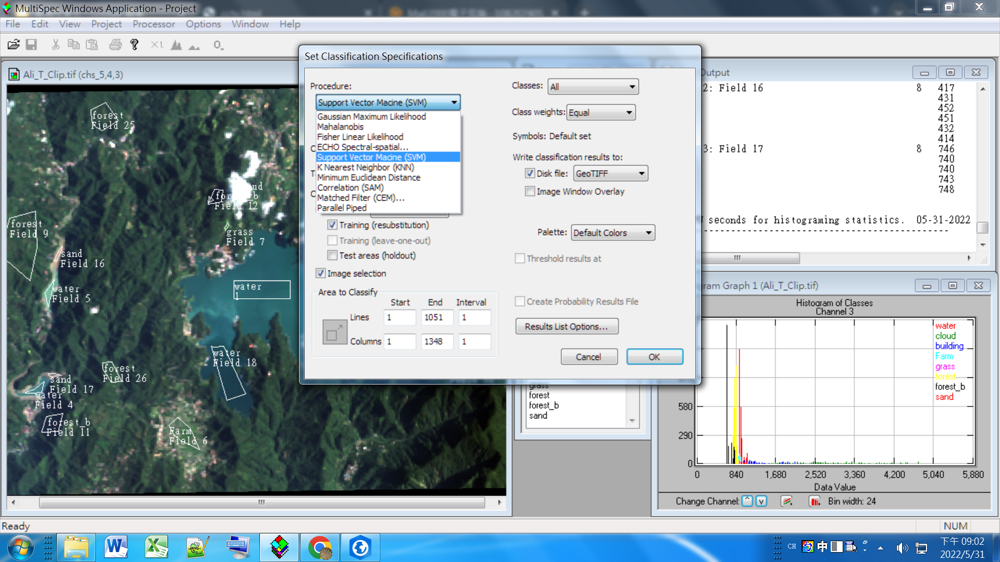 MultiSpec Windows Application - Project
File Edit View Project Processor Options Window Help
×1.
Ali_T_Clip.tif (chs_5,4,3)
forest
Field 25
forest_b
Field 12
forest
Field 9
grass
Field 7
sand
Field 16
water
Field 5
water
1
water
Field 18
forest
Field 26
sand
Field 17
water
Field 4
forest_b
Field 11
Farm
Field 6
Set Classification Specifications
Procedure:
Support Vector Macine (SVM)
Gaussian Maximum Likelihood
Mahalanobis
Fisher Linear Likelihood
ECHO Spectral-spatial...
Support Vector Macine (SVM)
K Nearest Neighbor (KNN)
Minimum Euclidean Distance
Correlation (SAM)
Matched Filter (CEM)...
Parallel Piped
Training (resubstitution)
Training (leave-one-out)
Test areas (holdout)
Image selection
Area to Classify
Start End Interval
Lines 1 1051 1
Columns 1 1348 1
Classes: All
Class weights: Equal
Symbols: Default set
Write classification results to:
Disk file: GeoTIFF
Image Window Overlay
Palette: Default Colors
Threshold results at
Create Probability Results File
Results List Options...
Cancel OK
grass
forest
forest_b
sand
Output
2: Field 16 8 417
431
452
451
432
414
3: Field 17 8 746
740
740
743
748
seconds for histograming statistics. 05-31-2022
gram Graph 1 (Ali_T_Clip.tif)
Histogram of Classes
Channel 3
water
cloud
building
Farm
grass
forest
forest_b
sand
580
290
0
0 840 1,680 2,520 3,360 4,200 5,040 5,880
Data Value
Change Channel: ^ v Bin width: 24
Ready
NUM
CH 中
下午 09:02
2022/5/31